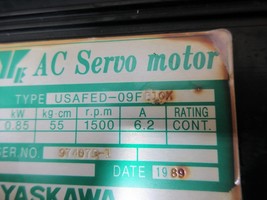 AC Servo motor
TYPE USAFED-09F
kW kg·cm r.p.m A RATING
0.85 55 1500 6.2 CONT.
SER NO
DATE 1989
YASKAWA